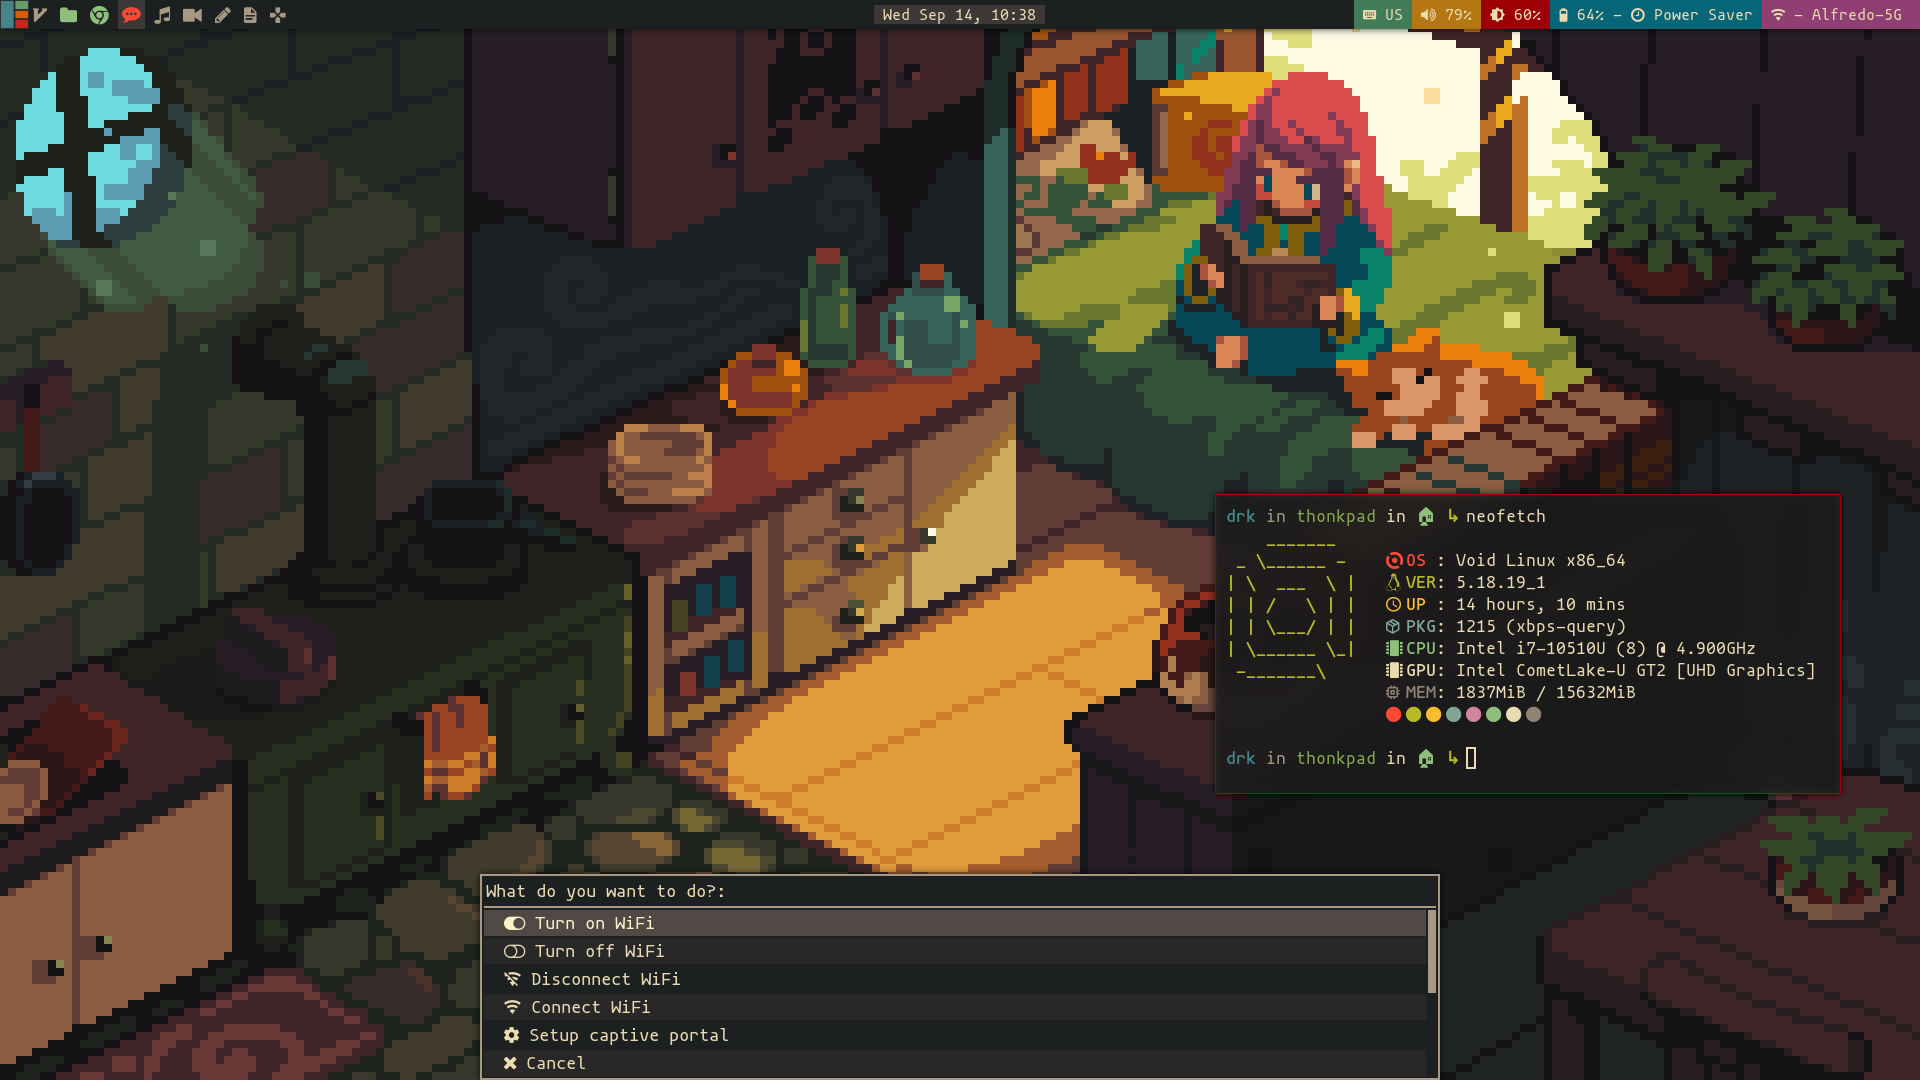 Wed Sep 14, 10:38
US
79%
60%
64% – Power Saver
– Alfredo-5G
drk in thonkpad in ↳ neofetch
OS : Void Linux x86_64
VER: 5.18.19_1
UP : 14 hours, 10 mins
PKG: 1215 (xbps-query)
CPU: Intel i7-10510U (8) @ 4.900GHz
GPU: Intel CometLake-U GT2 [UHD Graphics]
MEM: 1837MiB / 15632MiB
drk in thonkpad in ↳
What do you want to do?:
Turn on WiFi
Turn off WiFi
Disconnect WiFi
Connect WiFi
Setup captive portal
Cancel